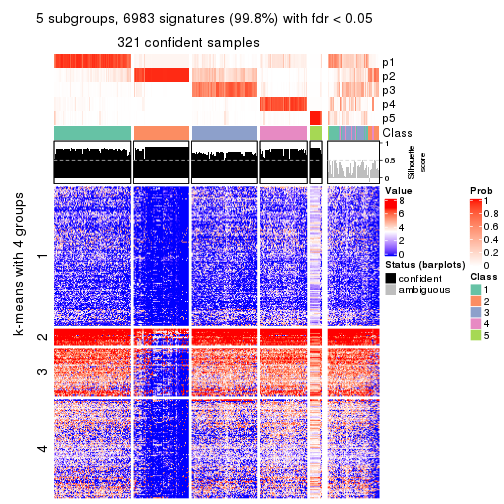 5 subgroups, 6983 signatures (99.8%) with fdr < 0.05
321 confident samples
p1
p2
p3
p4
p5
Class
1
0.5
0
Silhouette
score
k-means with 4 groups
1
2
3
4
Value
8
6
4
2
0
Status (barplots)
confident
ambiguous
Prob
1
0.8
0.6
0.4
0.2
0
Class
1
2
3
4
5